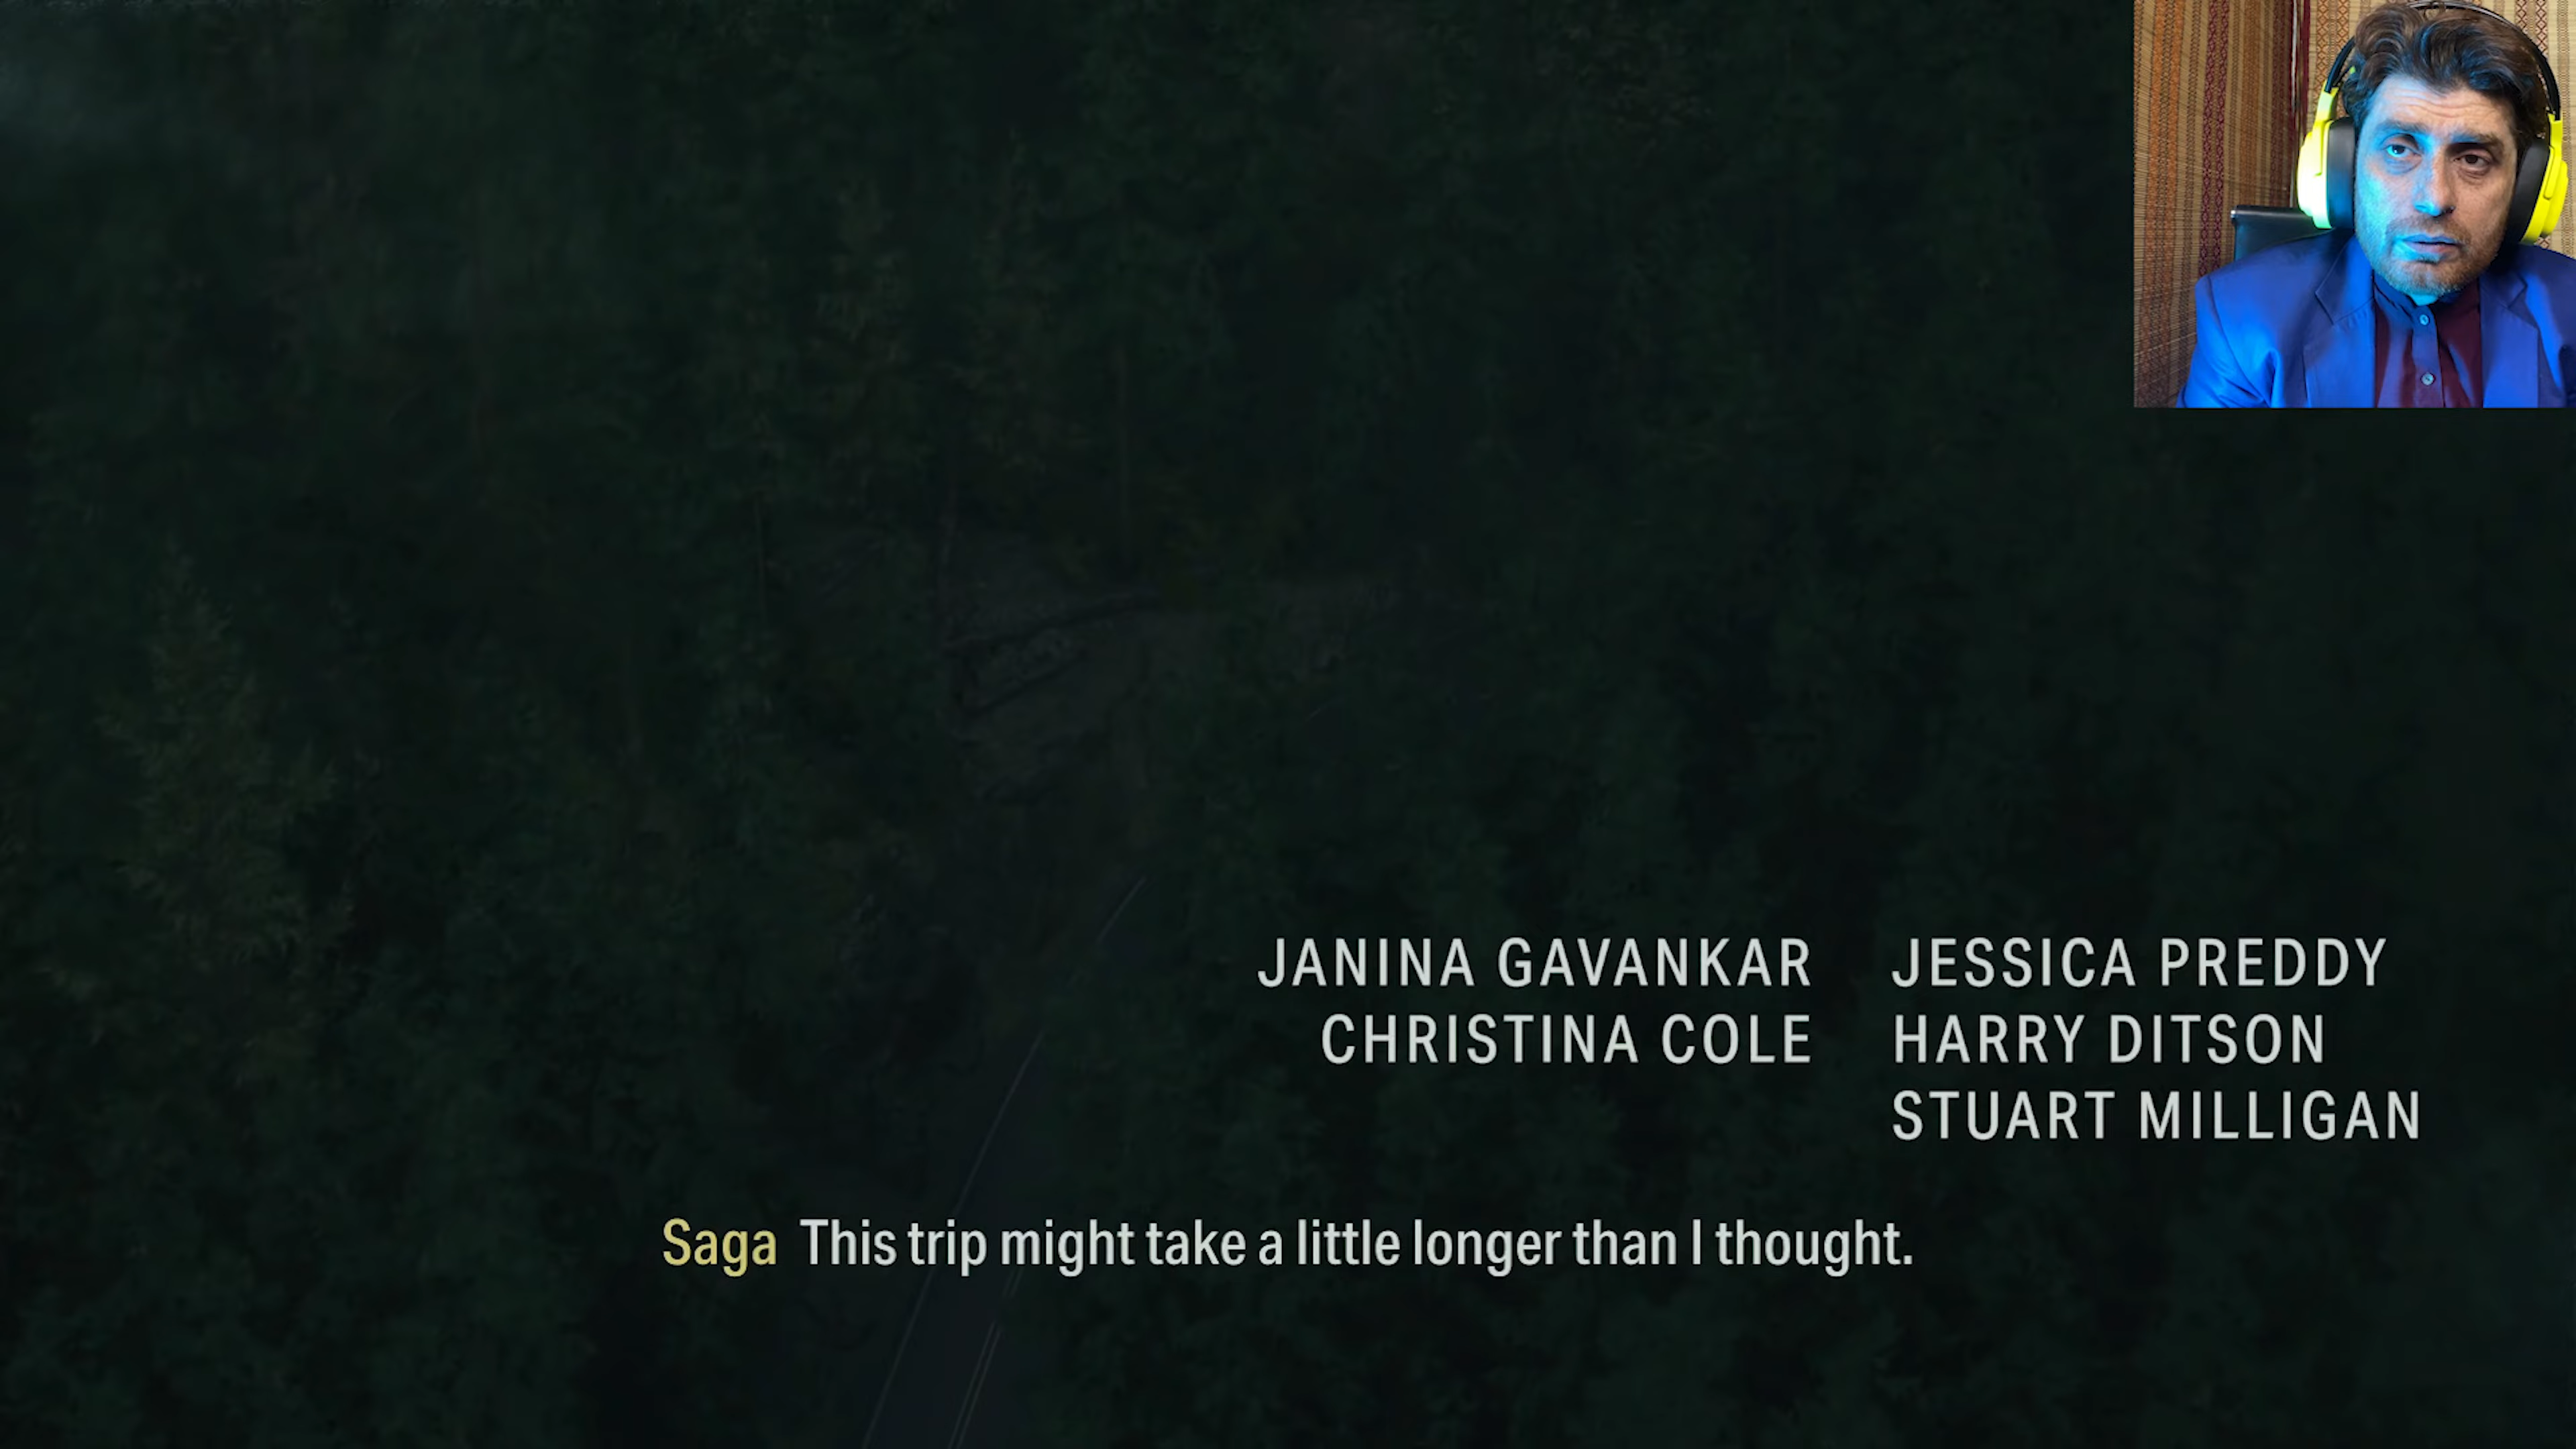 JANINA GAVANKAR JESSICA PREDDY
CHRISTINA COLE HARRY DITSON
STUART MILLIGAN
Saga This trip might take a little longer than I thought.